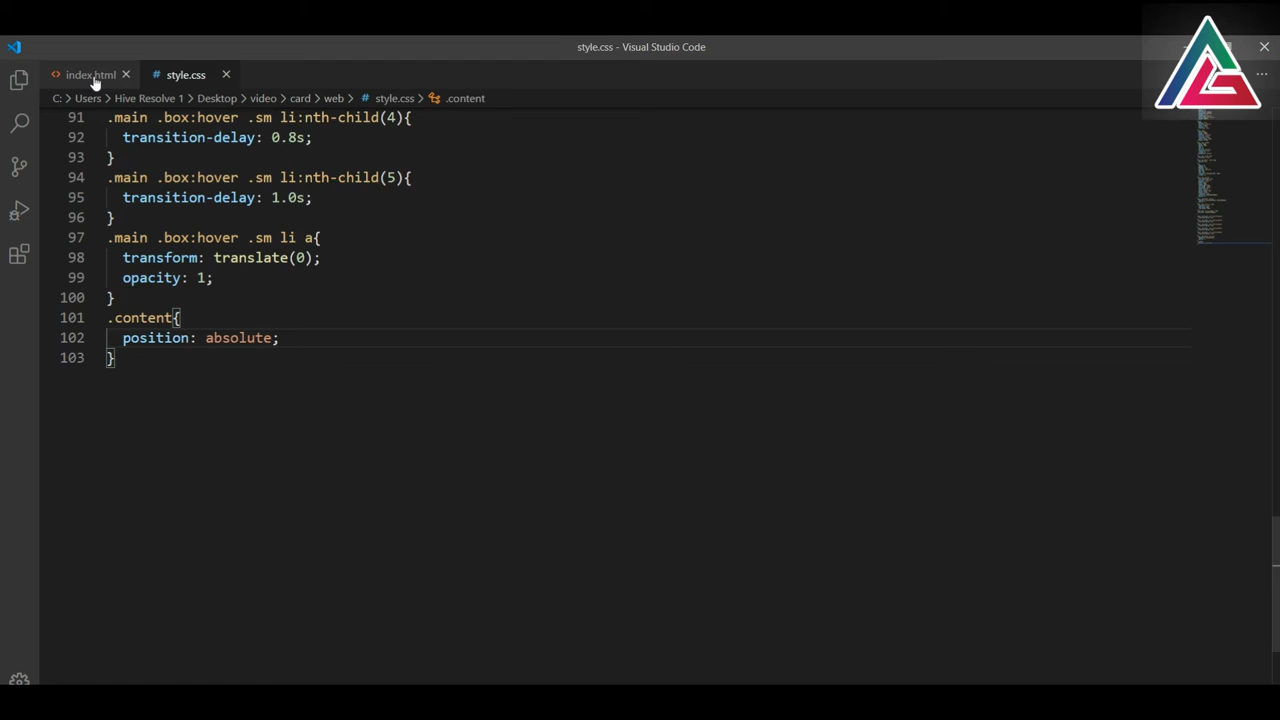 style.css - Visual Studio Code
index.html style.css
C: > Users > Hive Resolve 1 > Desktop > video > card > web > # style.css > .content
91 .main .box:hover .sm li:nth-child(4){
92 transition-delay: 0.8s;
93 }
94 .main .box:hover .sm li:nth-child(5){
95 transition-delay: 1.0s;
96 }
97 .main .box:hover .sm li a{
98 transform: translate(0);
99 opacity: 1;
100 }
101 .content{
102 position: absolute;
103 }